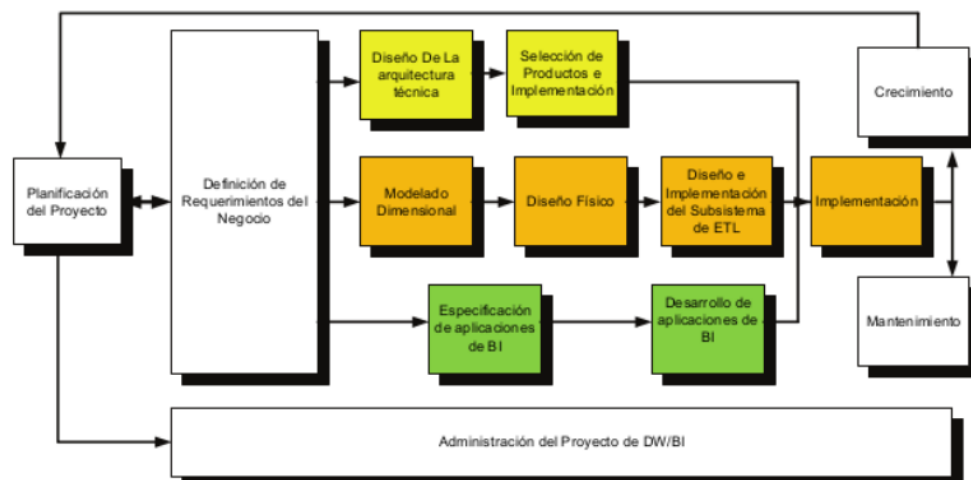 Diseño De La
arquitectura
técnica
Selección de
Productos e
Implementación
Crecimiento
Planificación
del Proyecto
Definición de
Requerimientos del
Negocio
Modelado
Dimensional
Diseño Físico
Diseño e
Implementación
del Subsistema
de ETL
Implementación
Especificación
de aplicaciones
de BI
Desarrollo de
aplicaciones de
BI
Mantenimiento
Administración del Proyecto de DW/BI